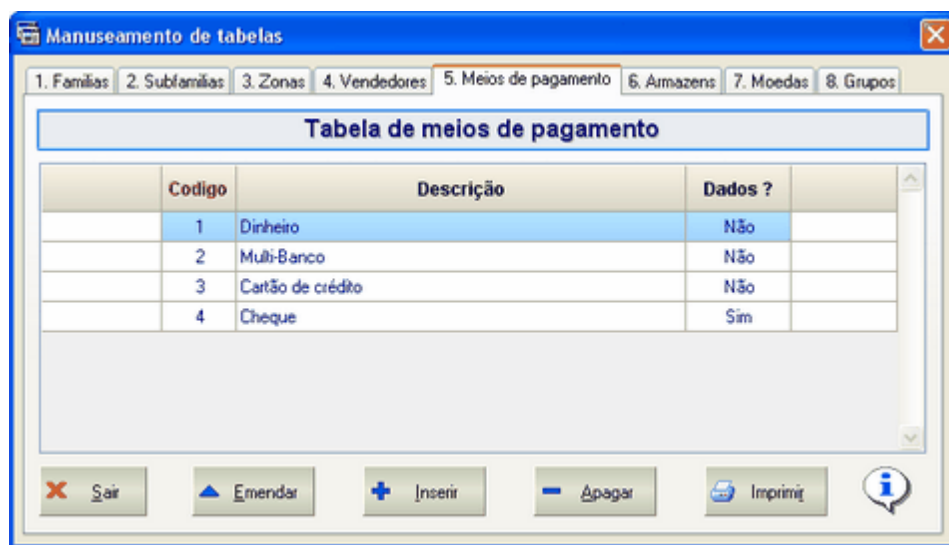 Manuseamento de tabelas
1. Familias 2. Subfamilias 3. Zonas 4. Vendedores 5. Meios de pagamento 6. Armazens 7. Moedas 8. Grupos
Tabela de meios de pagamento
Codigo Descrição Dados ?
1 Dinheiro Não
2 Multi-Banco Não
3 Cartão de crédito Não
4 Cheque Sim
Sair Emendar Inserir Apagar Imprimir